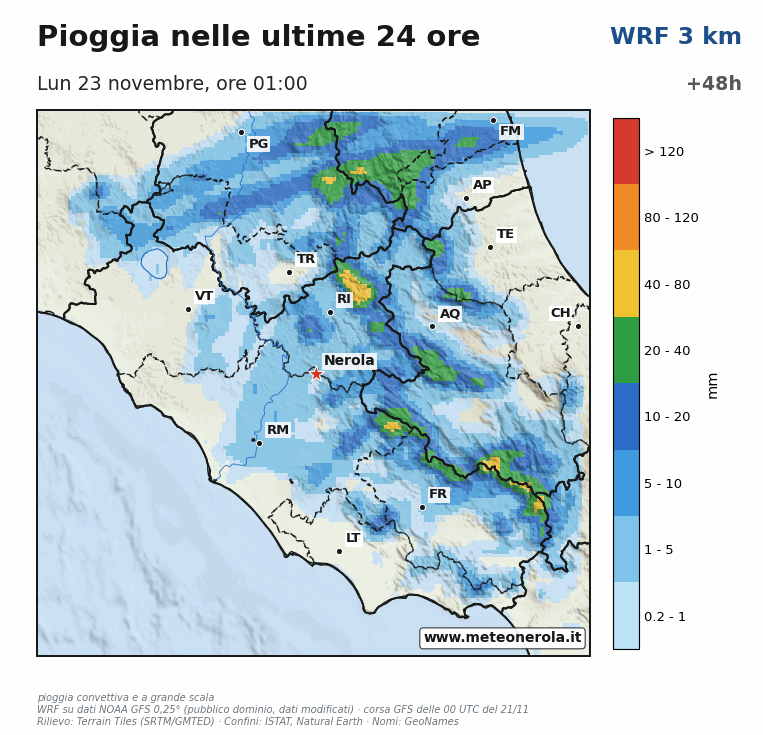 Pioggia nelle ultime 24 ore
WRF 3 km
Lun 23 novembre, ore 01:00
+48h
PG
FM
AP
TE
TR
VT
RI
AQ
CH
Nerola
RM
FR
LT
www.meteonerola.it
> 120
80 - 120
40 - 80
20 - 40
10 - 20
5 - 10
1 - 5
0.2 - 1
mm
pioggia convettiva e a grande scala
WRF su dati NOAA GFS 0,25° (pubblico dominio, dati modificati) · corsa GFS delle 00 UTC del 21/11
Rilievo: Terrain Tiles (SRTM/GMTED) · Confini: ISTAT, Natural Earth · Nomi: GeoNames